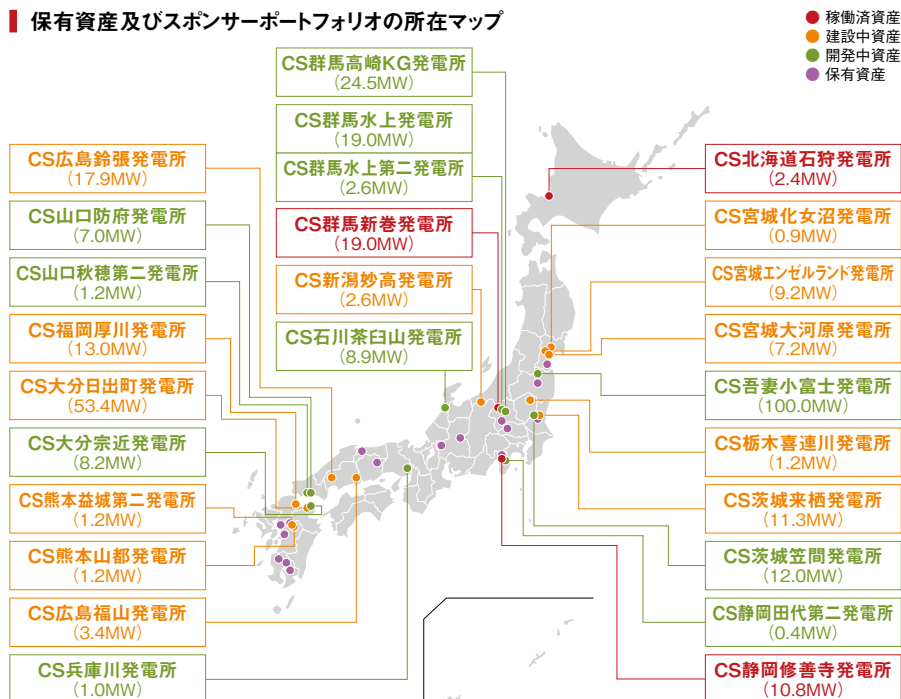 保有資産及びスポンサーポートフォリオの所在マップ
稼働済資産
建設中資産
開発中資産
保有資産
CS群馬高崎KG発電所
(24.5MW)
CS群馬水上発電所
(19.0MW)
CS群馬水上第二発電所
(2.6MW)
CS群馬新巻発電所
(19.0MW)
CS新潟妙高発電所
(2.6MW)
CS石川茶臼山発電所
(8.9MW)
CS広島鈴張発電所
(17.9MW)
CS山口防府発電所
(7.0MW)
CS山口秋穂第二発電所
(1.2MW)
CS福岡厚川発電所
(13.0MW)
CS大分日出町発電所
(53.4MW)
CS大分宗近発電所
(8.2MW)
CS熊本益城第二発電所
(1.2MW)
CS熊本山都発電所
(1.2MW)
CS広島福山発電所
(3.4MW)
CS兵庫川発電所
(1.0MW)
CS北海道石狩発電所
(2.4MW)
CS宮城化女沼発電所
(0.9MW)
CS宮城エンゼルランド発電所
(9.2MW)
CS宮城大河原発電所
(7.2MW)
CS吾妻小富士発電所
(100.0MW)
CS栃木喜連川発電所
(1.2MW)
CS茨城来栖発電所
(11.3MW)
CS茨城笠間発電所
(12.0MW)
CS静岡田代第二発電所
(0.4MW)
CS静岡修善寺発電所
(10.8MW)